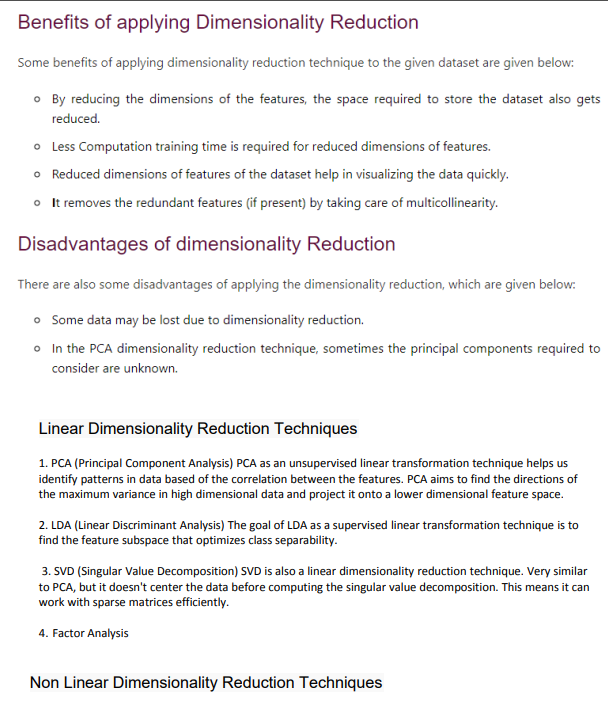 Benefits of applying Dimensionality Reduction
Some benefits of applying dimensionality reduction technique to the given dataset are given below:
o By reducing the dimensions of the features, the space required to store the dataset also gets
reduced.
o Less Computation training time is required for reduced dimensions of features.
o Reduced dimensions of features of the dataset help in visualizing the data quickly.
o It removes the redundant features (if present) by taking care of multicollinearity.
Disadvantages of dimensionality Reduction
There are also some disadvantages of applying the dimensionality reduction, which are given below:
o Some data may be lost due to dimensionality reduction.
o In the PCA dimensionality reduction technique, sometimes the principal components required to
consider are unknown.
Linear Dimensionality Reduction Techniques
1. PCA (Principal Component Analysis) PCA as an unsupervised linear transformation technique helps us
identify patterns in data based of the correlation between the features. PCA aims to find the directions of
the maximum variance in high dimensional data and project it onto a lower dimensional feature space.
2. LDA (Linear Discriminant Analysis) The goal of LDA as a supervised linear transformation technique is to
find the feature subspace that optimizes class separability.
3. SVD (Singular Value Decomposition) SVD is also a linear dimensionality reduction technique. Very similar
to PCA, but it doesn't center the data before computing the singular value decomposition. This means it can
work with sparse matrices efficiently.
4. Factor Analysis
Non Linear Dimensionality Reduction Techniques